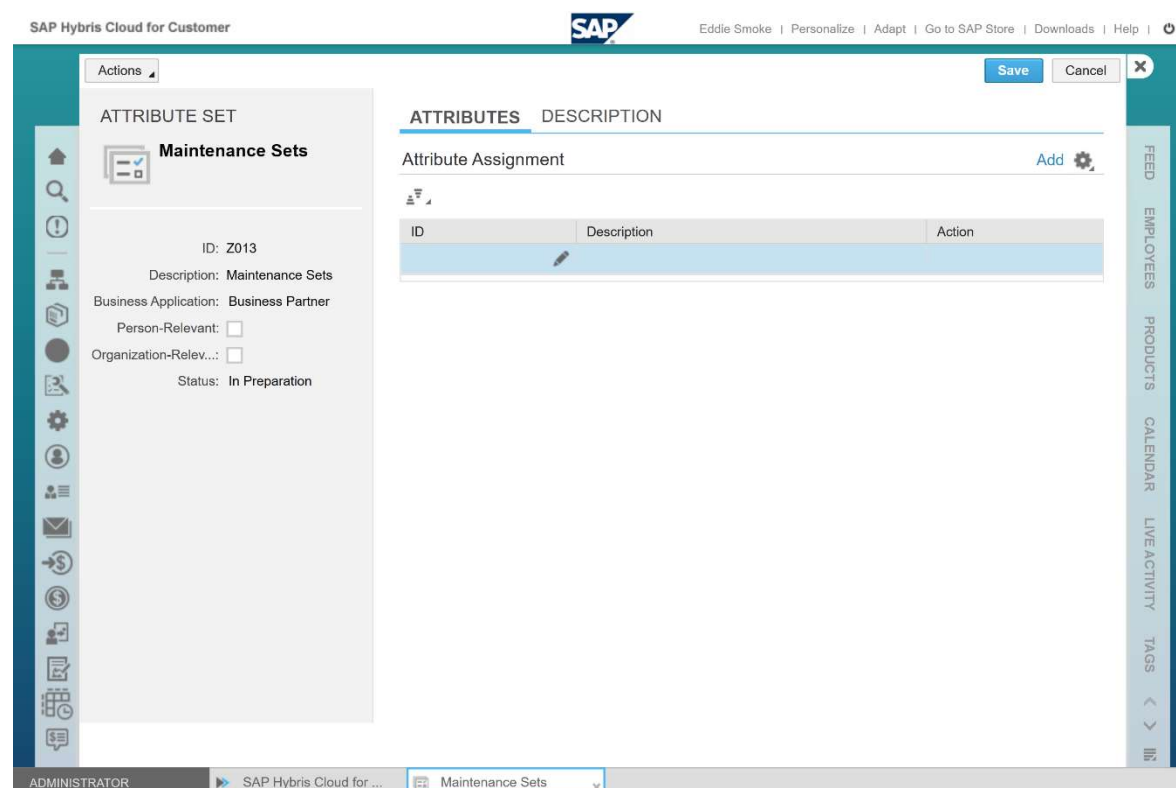 SAP Hybris Cloud for Customer
SAP
Eddie Smoke | Personalize | Adapt | Go to SAP Store | Downloads | Help |
Actions
Save
Cancel
ATTRIBUTE SET
Maintenance Sets
ID: Z013
Description: Maintenance Sets
Business Application: Business Partner
Person-Relevant:
Organization-Relev...:
Status: In Preparation
ATTRIBUTES DESCRIPTION
Attribute Assignment
Add
ID Description Action
FEED
EMPLOYEES
PRODUCTS
CALENDAR
LIVE ACTIVITY
TAGS
ADMINISTRATOR
SAP Hybris Cloud for ...
Maintenance Sets